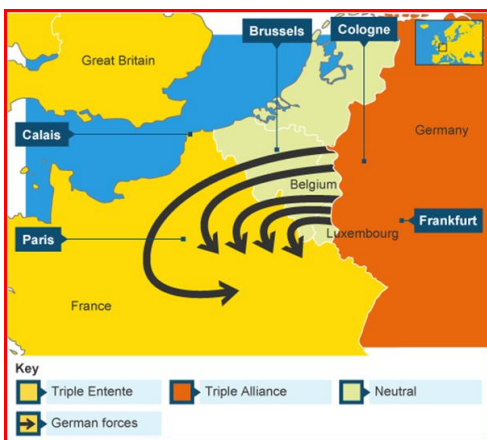 Brussels
Cologne
Great Britain
Calais
Germany
Belgium
Frankfurt
Luxembourg
Paris
France
Key
Triple Entente
Triple Alliance
Neutral
German forces